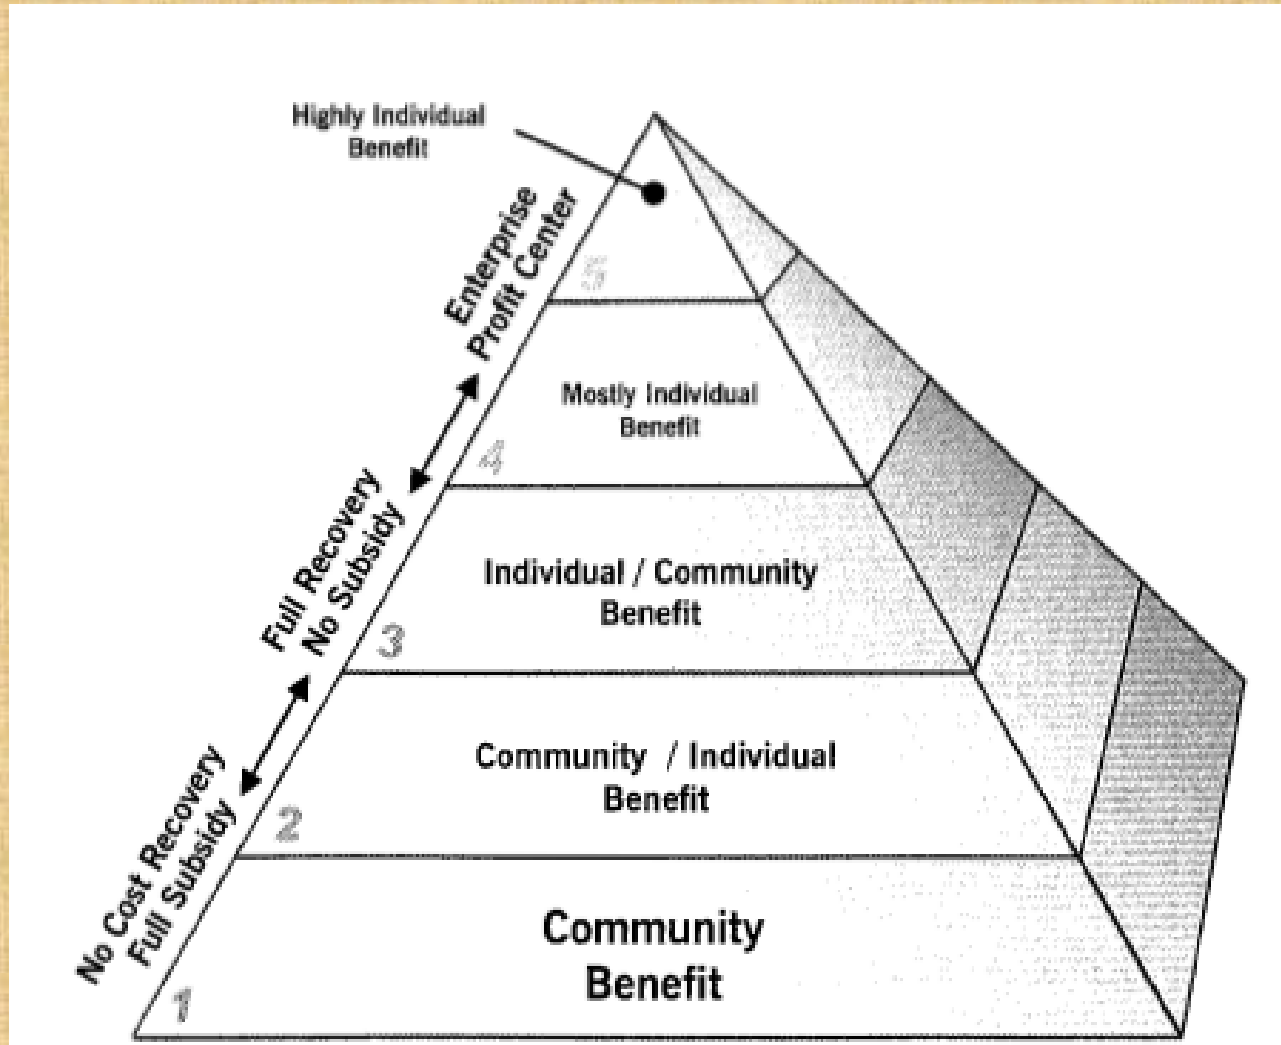 Highly Individual
Benefit
Enterprise
Profit Center
5
Mostly Individual
Benefit
4
Full Recovery
No Subsidy
Individual / Community
Benefit
3
Community / Individual
Benefit
2
No Cost Recovery
Full Subsidy
Community
Benefit
1